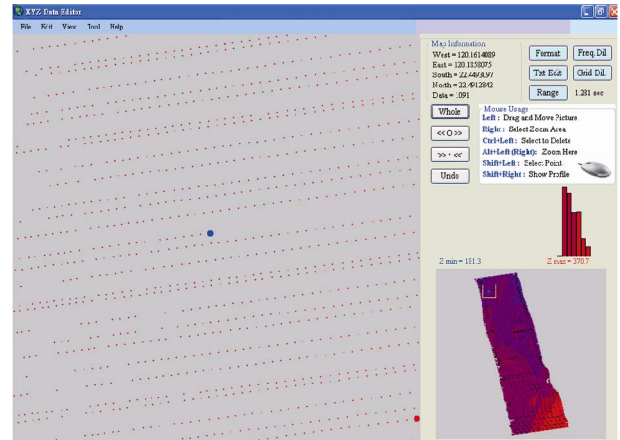 XYZ Data Editor
File Edit View Tool Help
Map Information
West = 120.1614089
East = 120.1858075
North = 22.4912842
Format Freq.Dil
Txt Edit Grid Dil.
Range 1.281 sec
Whole
<< O >>
>> · <<
Undo
Mouse Usage
Left : Drag and Move Picture
Right : Select Zoom Area
Ctrl+Left : Select to Delete
Alt+Left (Right): Zoom Here
Shift+Left : Select Point
Shift+Right : Show Profile
Z min = 181.3
Z max = 370.7